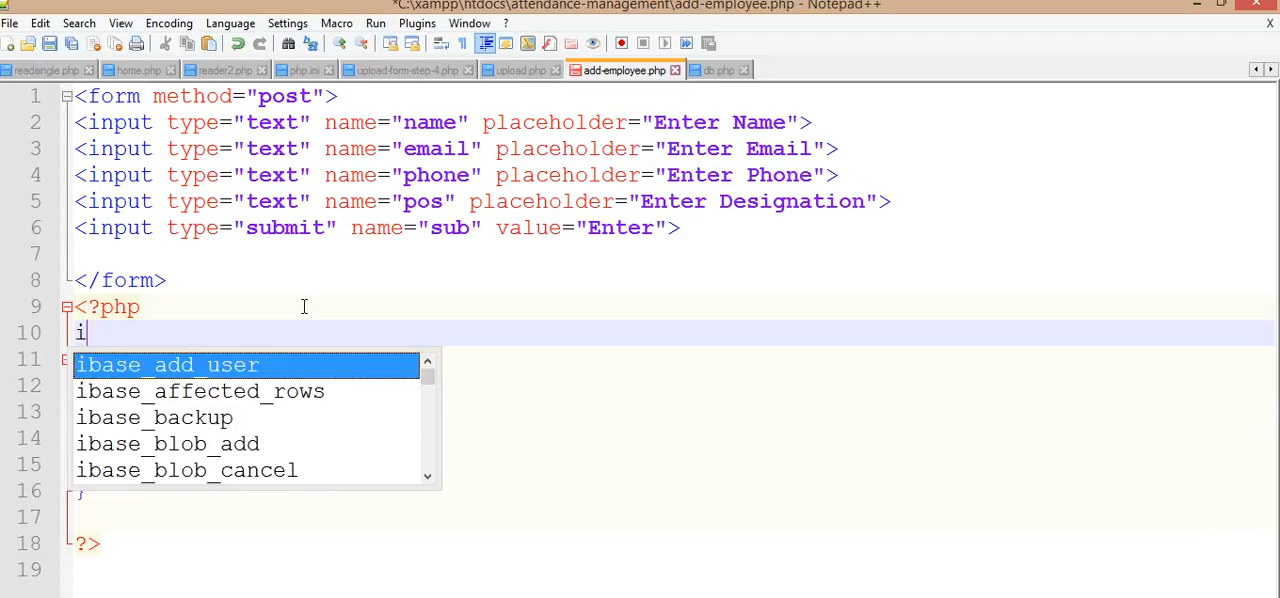 *C:\xampp\htdocs\attendance-management\add-employee.php - Notepad++
File Edit Search View Encoding Language Settings Macro Run Plugins Window ? X
readsingle.php home.php reader2.php php.ini upload-form-step-4.php upload.php add-employee.php db.php
1 <form method="post">
2 <input type="text" name="name" placeholder="Enter Name">
3 <input type="text" name="email" placeholder="Enter Email">
4 <input type="text" name="phone" placeholder="Enter Phone">
5 <input type="text" name="pos" placeholder="Enter Designation">
6 <input type="submit" name="sub" value="Enter">
7
8 </form>
9 <?php
10 i
11 ibase_add_user
12 ibase_affected_rows
13 ibase_backup
14 ibase_blob_add
15 ibase_blob_cancel
16 }
17
18 ?>
19